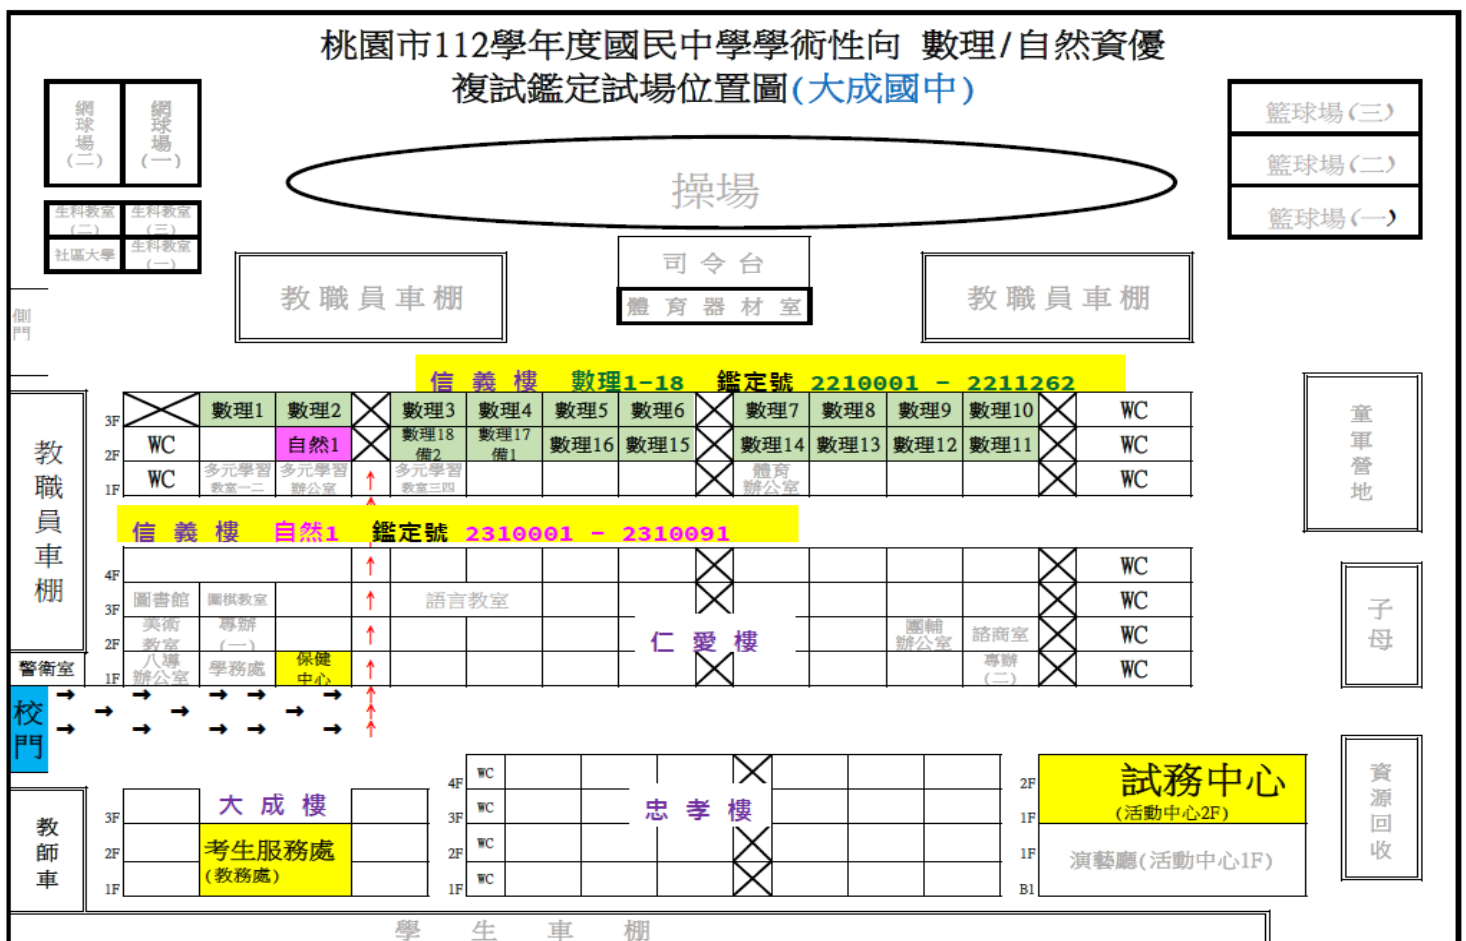 桃園市112學年度國民中學學術性向 數理/自然資優
複試鑑定試場位置圖(大成國中)
網球場(二)
網球場(一)
籃球場(三)
籃球場(二)
籃球場(一)
操場
生科教室(二)
生科教室(三)
社區大學
生科教室(一)
司令台
體育器材室
教職員車棚
教職員車棚
側門
信義樓 數理1-18 鑑定號 2210001 - 2211262
3F 數理1 數理2 數理3 數理4 數理5 數理6 數理7 數理8 數理9 數理10 WC
2F WC 自然1 數理18備2 數理17備1 數理16 數理15 數理14 數理13 數理12 數理11 WC
1F WC 多元學習教室一二 多元學習辦公室 ↑ 多元學習教室三四 體育辦公室 WC
教職員車棚
童軍營地
信義樓 自然1 鑑定號 2310001 - 2310091
4F ↑ WC
3F 圖書館 圍棋教室 ↑ 語言教室 WC
2F 美術教室 專辦(一) ↑ 仁愛樓 團輔辦公室 諮商室 WC
1F 八導辦公室 學務處 保健中心 ↑ 專辦(二) WC
子母
警衛室
校門
→ → → → → ↑
→ → → ↑
→ → → → → ↑
4F WC
3F WC 忠孝樓
2F WC
1F WC
大成樓
3F
2F 考生服務處
1F (教務處)
2F 試務中心
1F (活動中心2F)
1F 演藝廳(活動中心1F)
B1
資源回收
教師車
學生車棚